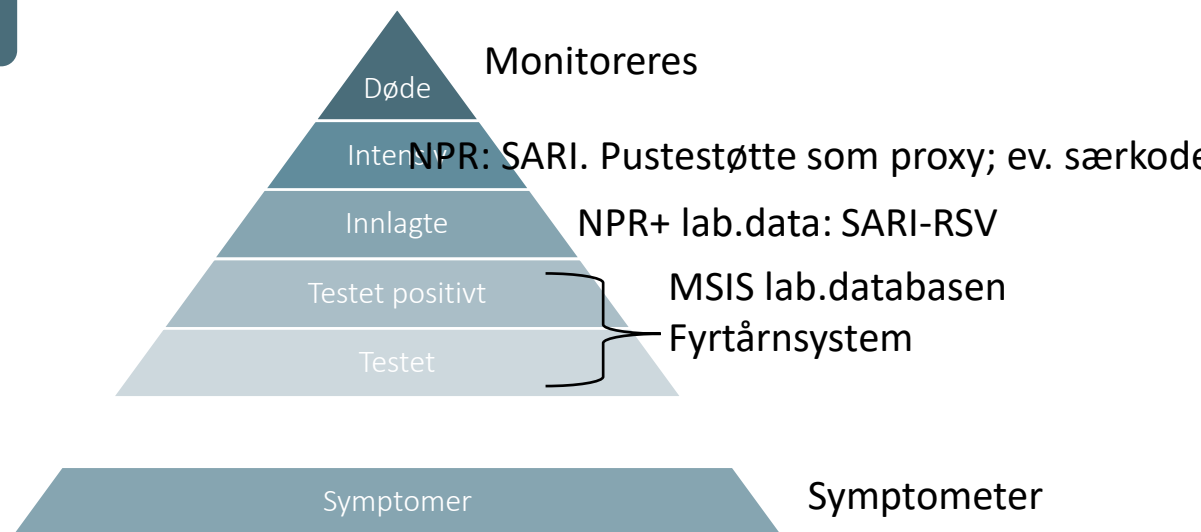 Døde
Monitoreres
Intensiv
NPR: SARI. Pustestøtte som proxy; ev. særkode
Innlagte
NPR+ lab.data: SARI-RSV
Testet positivt
MSIS lab.databasen
Fyrtårnsystem
Testet
Symptomer
Symptometer